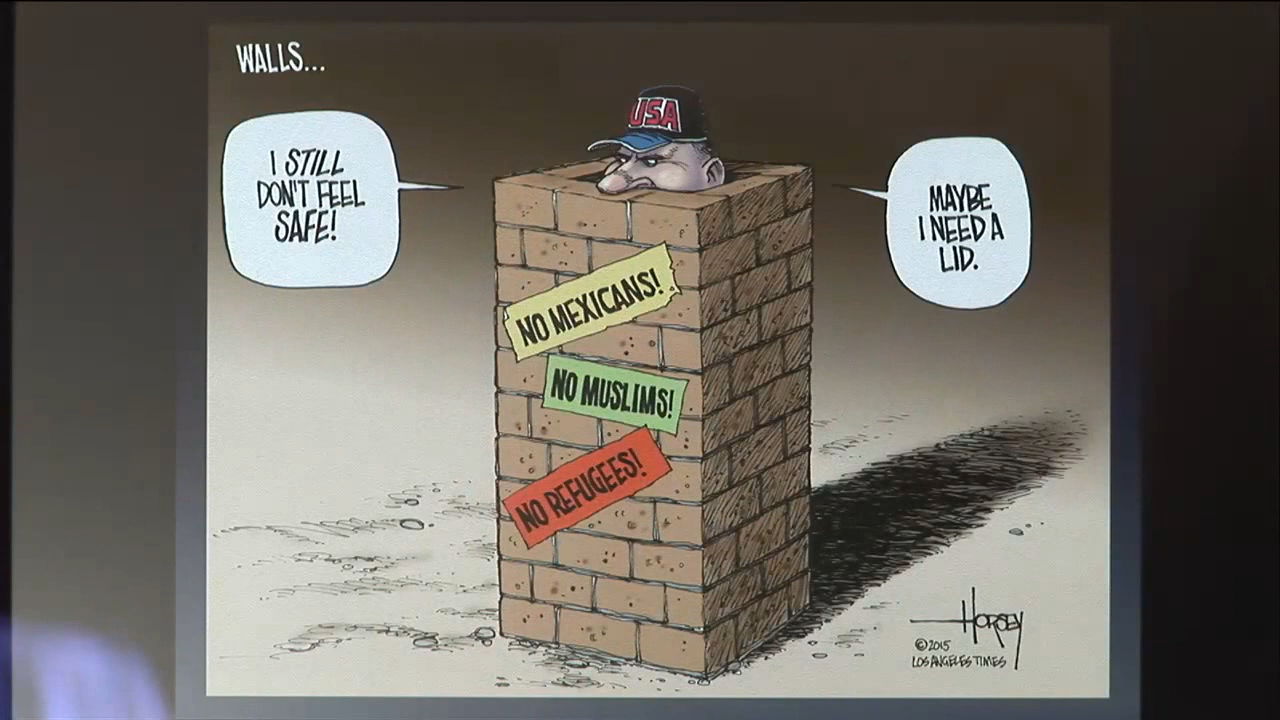 WALLS...
I STILL
DON'T FEEL
SAFE!
USA
MAYBE
I NEED A
LID.
NO MEXICANS!
NO MUSLIMS!
NO REFUGEES!
HORSEY
©2015
LOS ANGELES TIMES